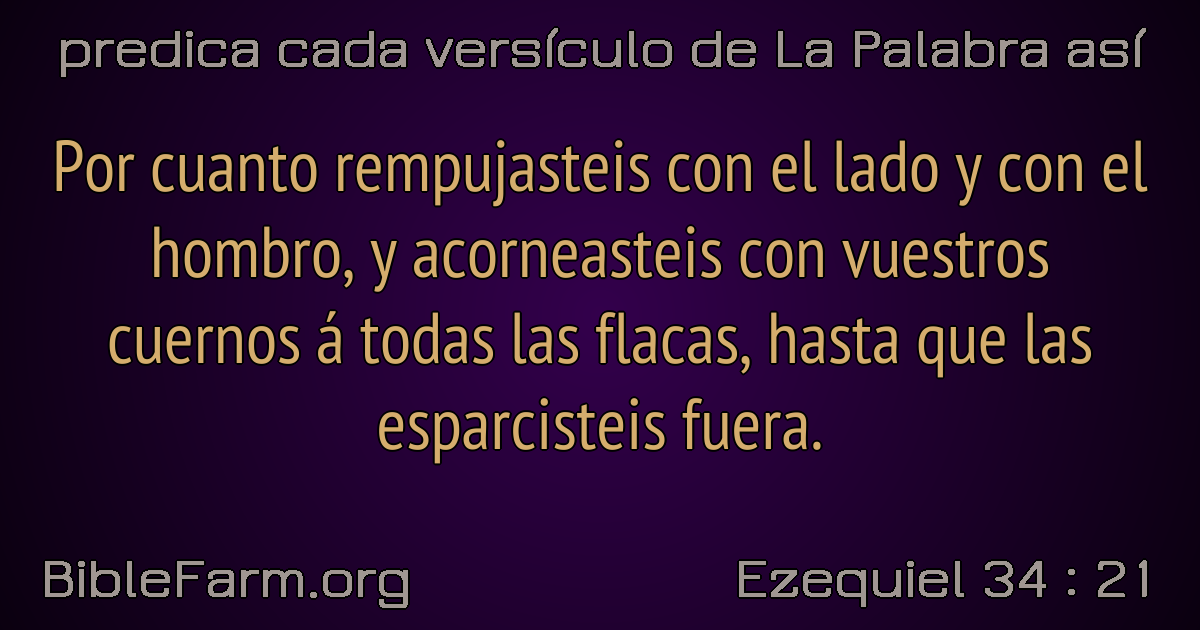 predica cada versículo de La Palabra así
Por cuanto rempujasteis con el lado y con el
hombro, y acorneasteis con vuestros
cuernos á todas las flacas, hasta que las
esparcisteis fuera.
BibleFarm.org
Ezequiel 34 : 21